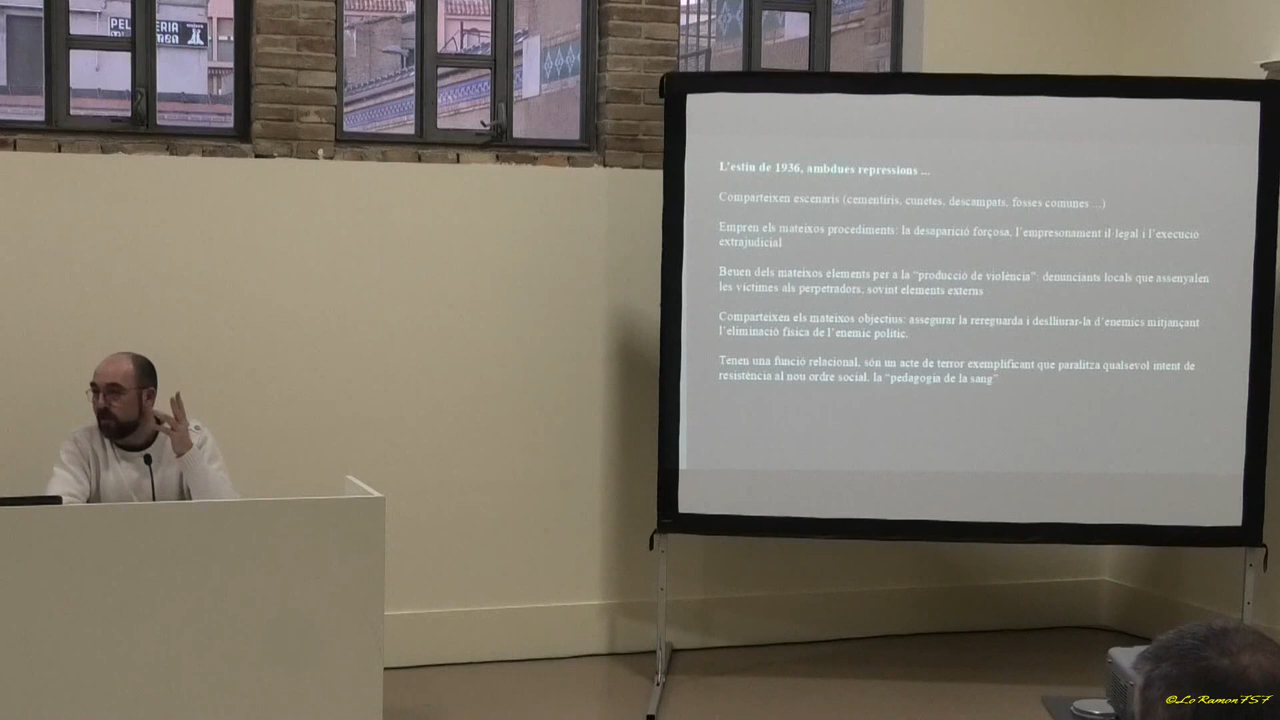 PEL
ERIA
L'estiu de 1936, ambdues repressions ...
Comparteixen escenaris (cementiris, cunetes, descampats, fosses comunes ...)
Empren els mateixos procediments: la desaparició forçosa, l'empresonament il·legal i l'execució
extrajudicial
Beuen dels mateixos elements per a la "producció de violència": denunciants locals que assenyalen
les víctimes als perpetradors, sovint elements externs
Comparteixen els mateixos objectius: assegurar la rereguarda i deslliurar-la d'enemics mitjançant
l'eliminació física de l'enemic polític.
Tenen una funció relacional, són un acte de terror exemplificant que paralitza qualsevol intent de
resistència al nou ordre social, la "pedagogia de la sang"
©LoRamon757